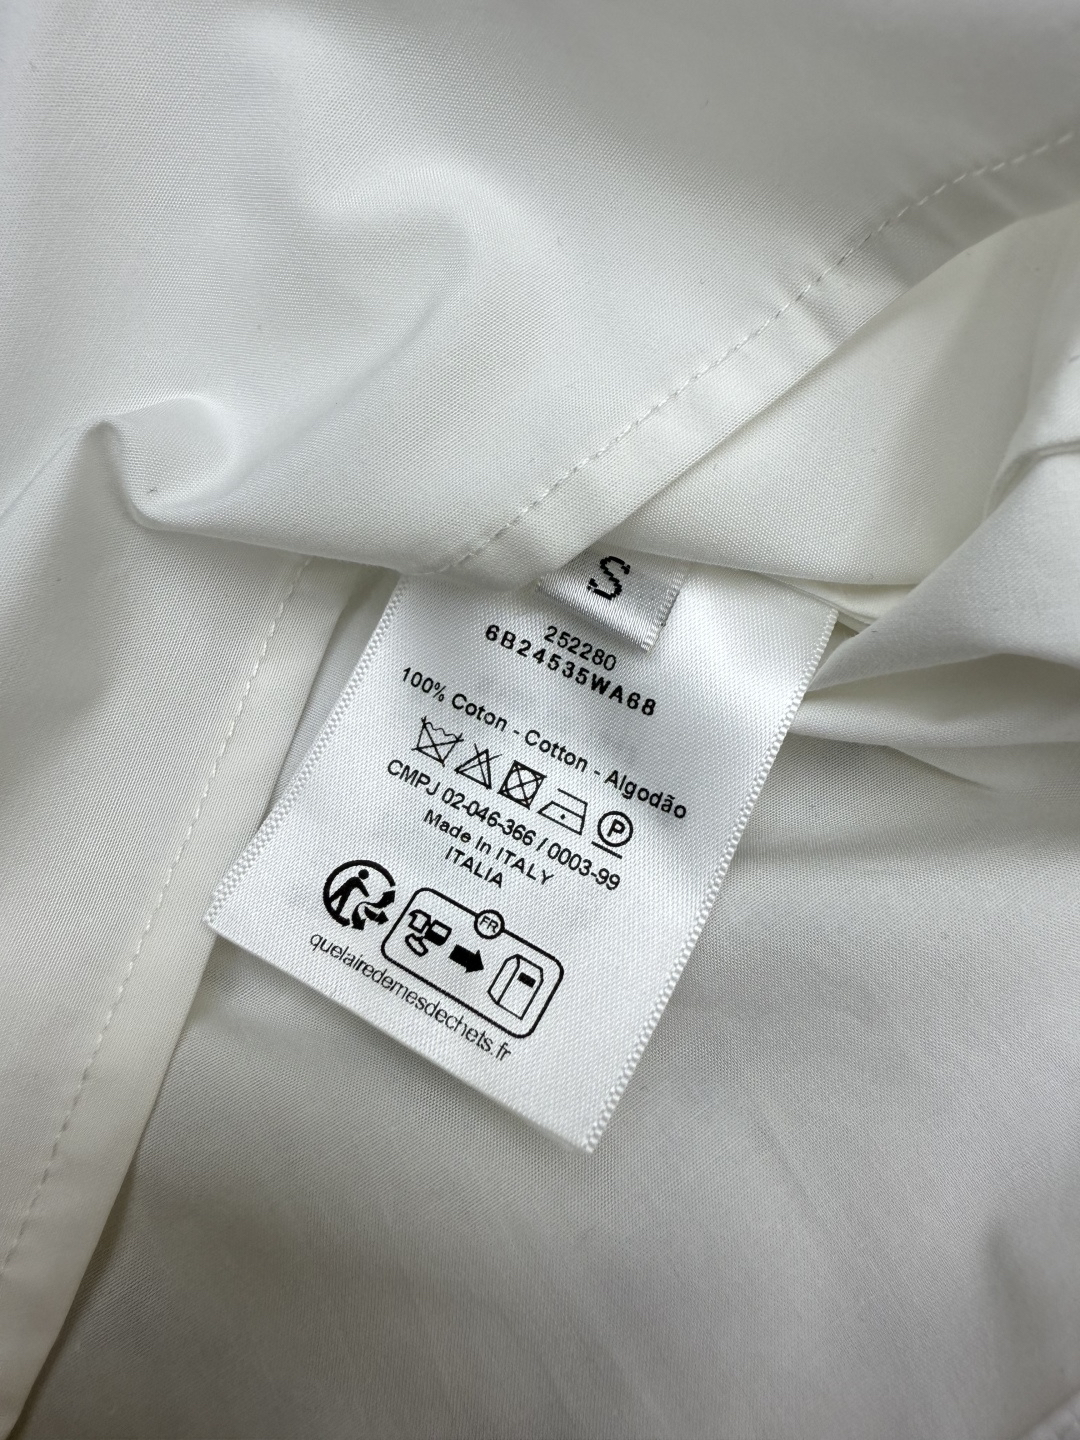 S
252280
6B24535WA68
100% Coton - Cotton - Algodão
P
CMPJ 02-046-366 / 0003-99
Made In ITALY
ITALIA
FR
quelairedemesdechets.fr